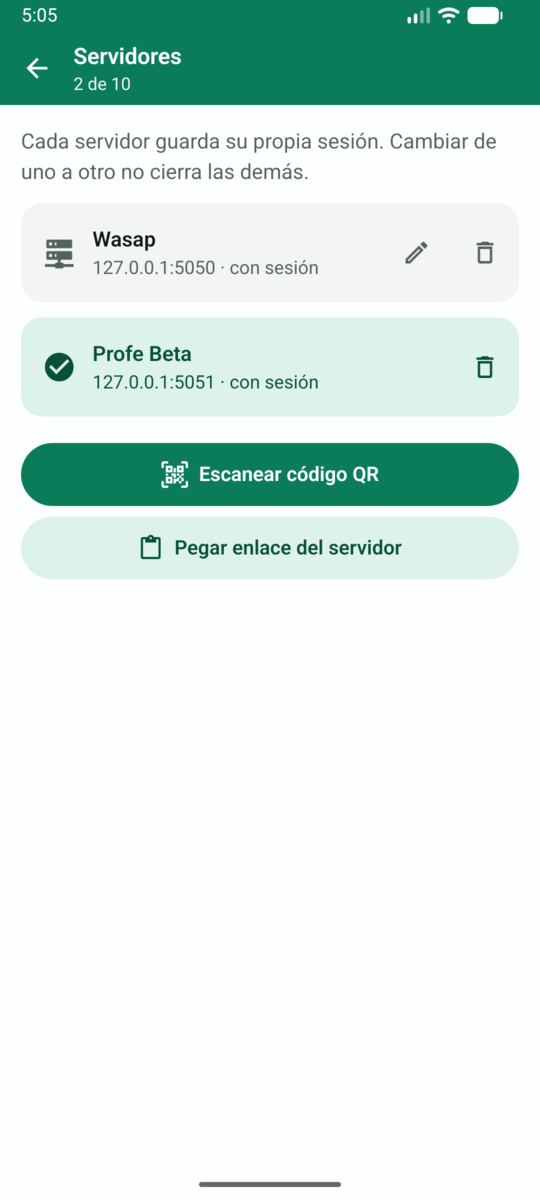 5:05
Servidores
2 de 10
Cada servidor guarda su propia sesión. Cambiar de
uno a otro no cierra las demás.
Wasap
127.0.0.1:5050 · con sesión
Profe Beta
127.0.0.1:5051 · con sesión
Escanear código QR
Pegar enlace del servidor